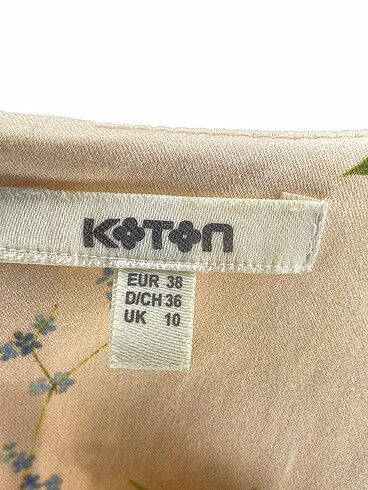 KOTON
EUR 38
D/CH 36
UK 10